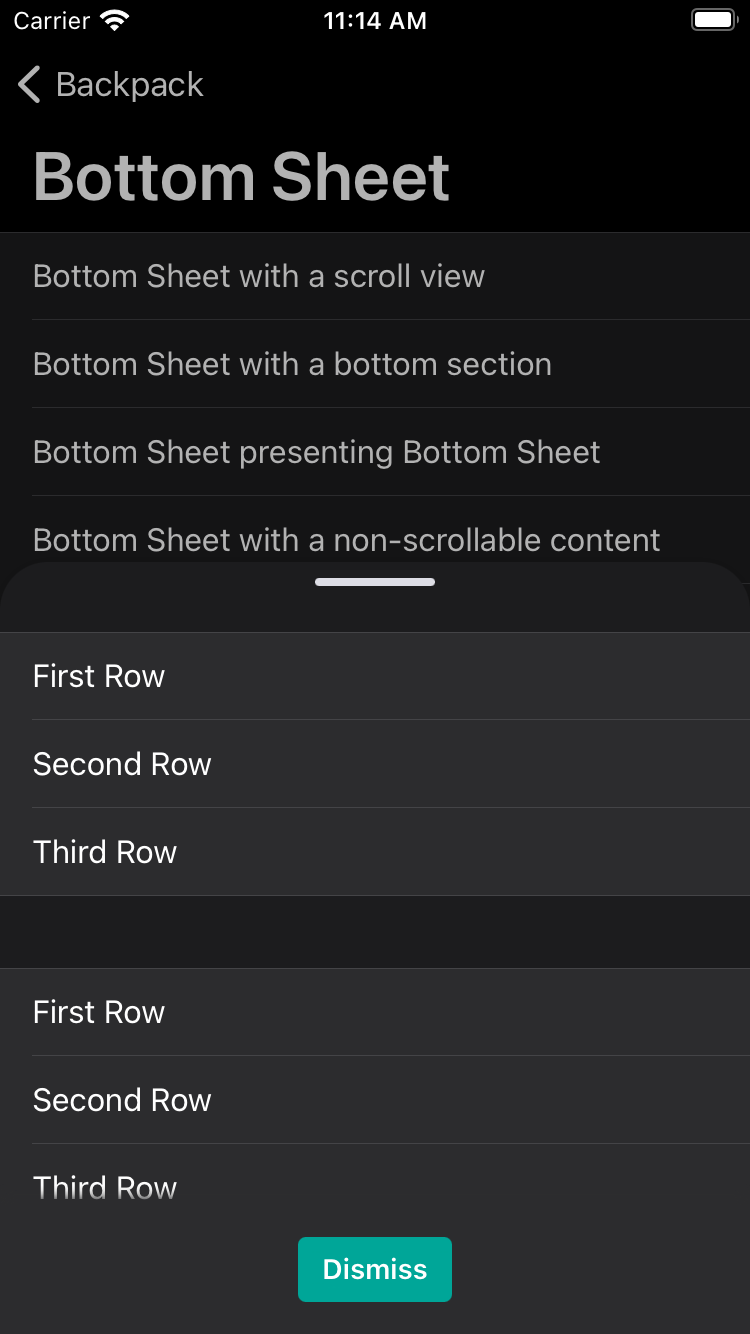 Carrier 11:14 AM
Backpack
Bottom Sheet
Bottom Sheet with a scroll view
Bottom Sheet with a bottom section
Bottom Sheet presenting Bottom Sheet
Bottom Sheet with a non-scrollable content
First Row
Second Row
Third Row
First Row
Second Row
Third Row
Dismiss